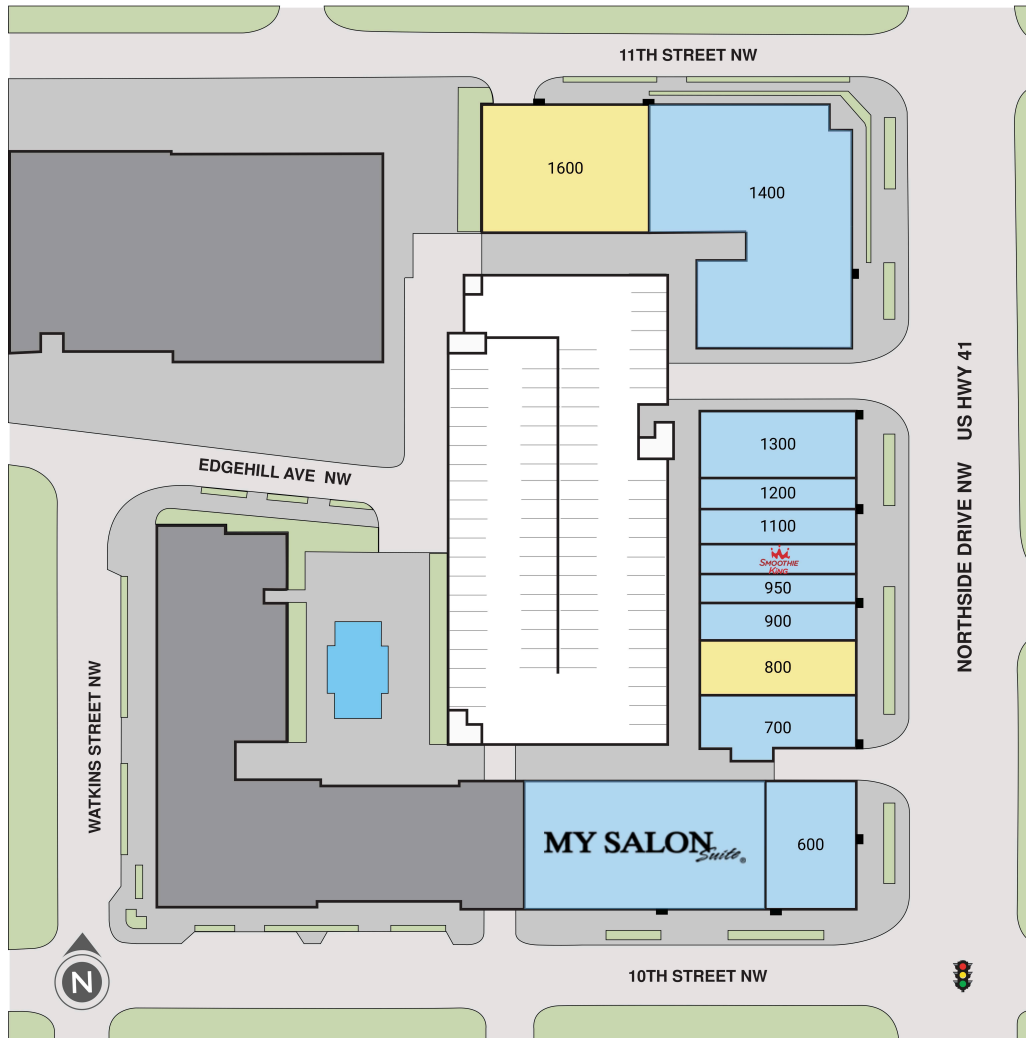 11TH STREET NW
1600
1400
US HWY 41
NORTHSIDE DRIVE NW
1300
1200
1100
SMOOTHIE
KING
950
900
800
700
EDGEHILL AVE NW
WATKINS STREET NW
MY SALON
Suite®
600
N
10TH STREET NW